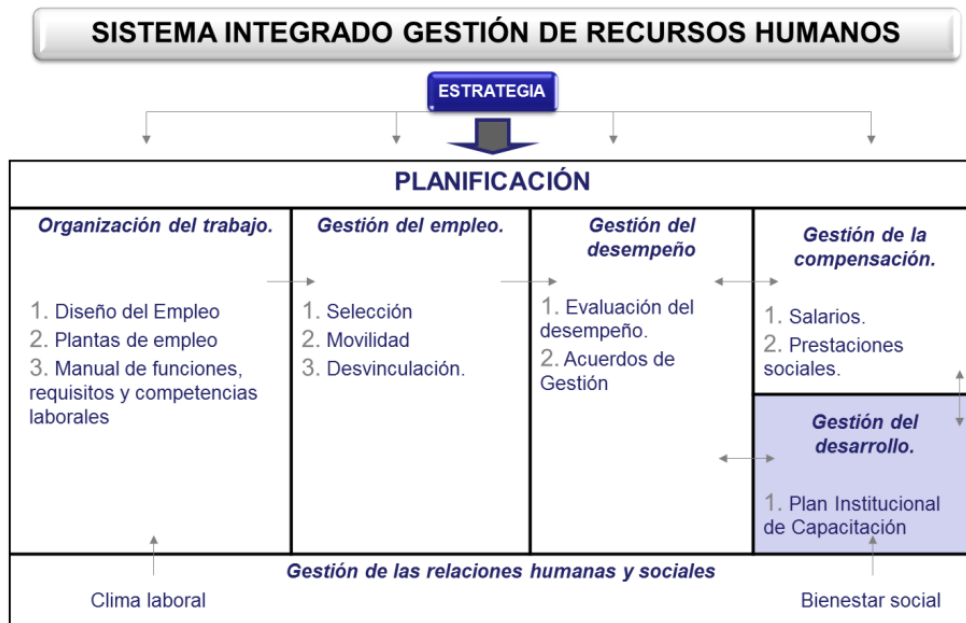 SISTEMA INTEGRADO GESTIÓN DE RECURSOS HUMANOS
ESTRATEGIA
PLANIFICACIÓN
Organización del trabajo.
1. Diseño del Empleo
2. Plantas de empleo
3. Manual de funciones,
requisitos y competencias
laborales
Gestión del empleo.
1. Selección
2. Movilidad
3. Desvinculación.
Gestión del
desempeño
1. Evaluación del
desempeño.
2. Acuerdos de
Gestión
Gestión de la
compensación.
1. Salarios.
2. Prestaciones
sociales.
Gestión del
desarrollo.
1. Plan Institucional
de Capacitación
Gestión de las relaciones humanas y sociales
Clima laboral
Bienestar social